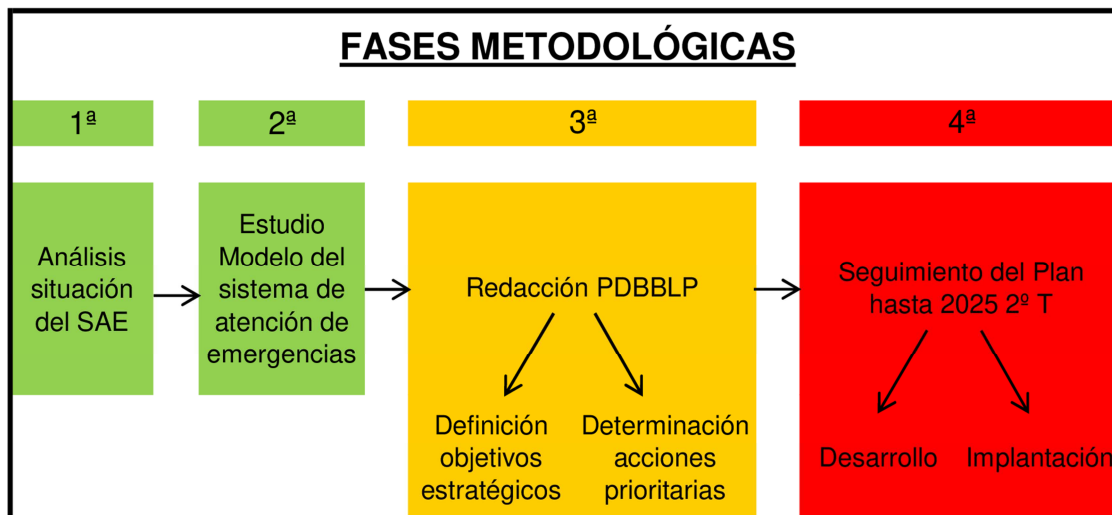 FASES METODOLÓGICAS
1ª
2ª
3ª
4ª
Análisis
situación
del SAE
Estudio
Modelo del
sistema de
atención de
emergencias
Redacción PDBBLP
Definición
objetivos
estratégicos
Determinación
acciones
prioritarias
Seguimiento del Plan
hasta 2025 2º T
Desarrollo
Implantación